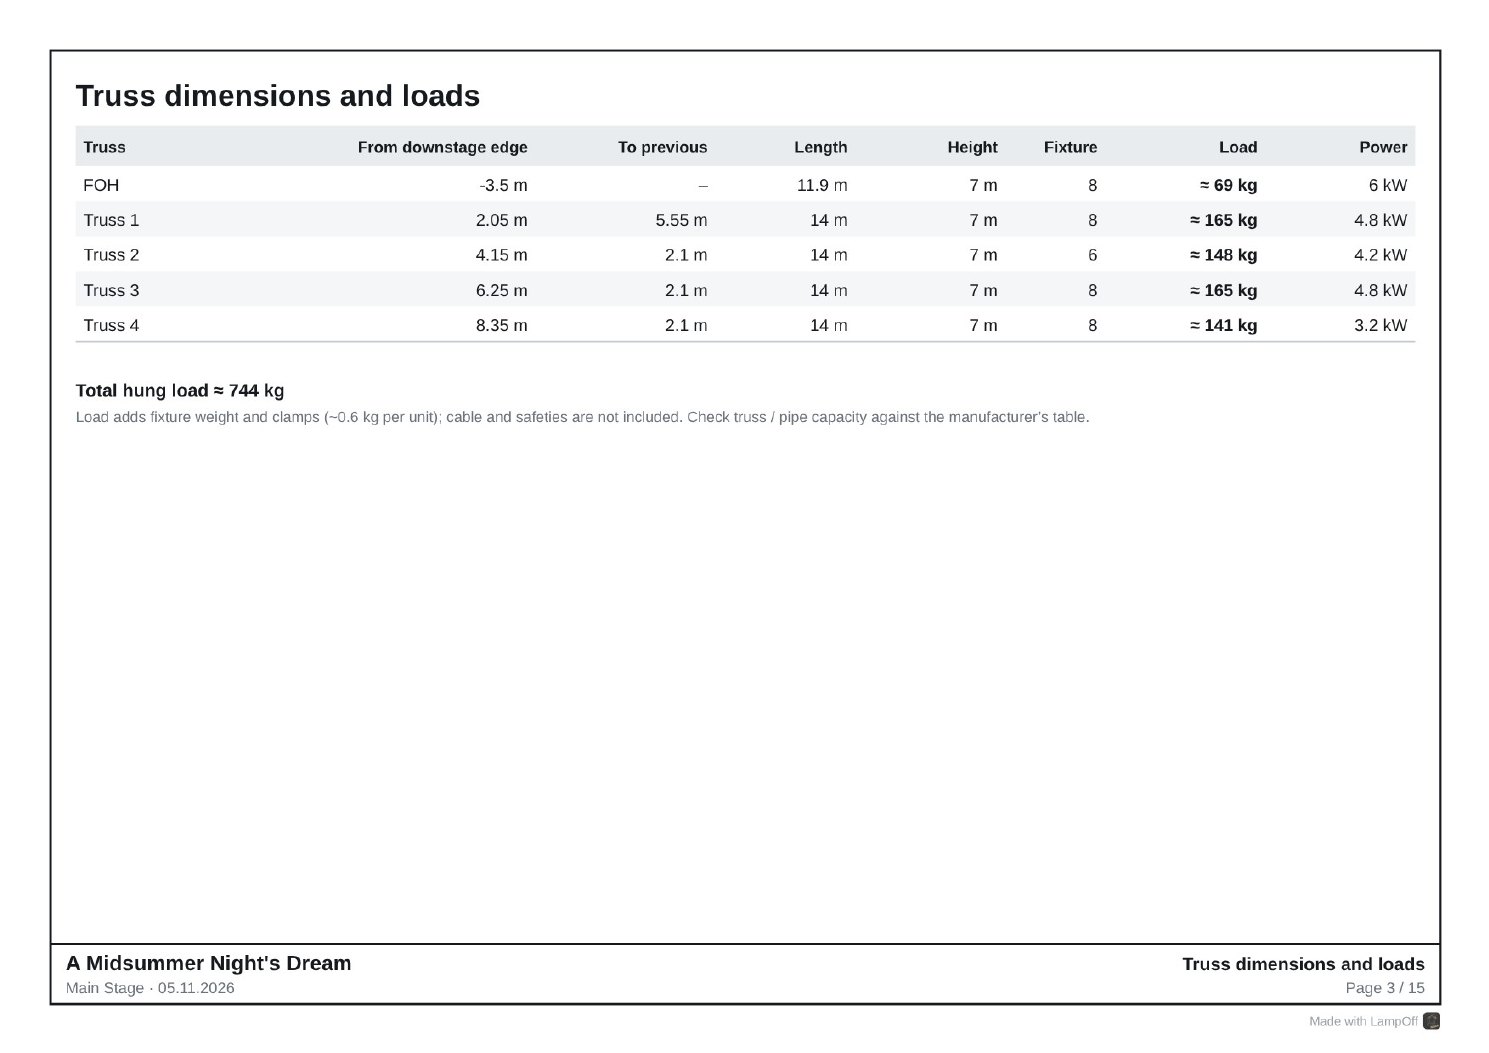 Truss dimensions and loads
Truss From downstage edge To previous Length Height Fixture Load Power
FOH -3.5 m – 11.9 m 7 m 8 ≈ 69 kg 6 kW
Truss 1 2.05 m 5.55 m 14 m 7 m 8 ≈ 165 kg 4.8 kW
Truss 2 4.15 m 2.1 m 14 m 7 m 6 ≈ 148 kg 4.2 kW
Truss 3 6.25 m 2.1 m 14 m 7 m 8 ≈ 165 kg 4.8 kW
Truss 4 8.35 m 2.1 m 14 m 7 m 8 ≈ 141 kg 3.2 kW
Total hung load ≈ 744 kg
Load adds fixture weight and clamps (~0.6 kg per unit); cable and safeties are not included. Check truss / pipe capacity against the manufacturer's table.
A Midsummer Night's Dream
Main Stage · 05.11.2026
Truss dimensions and loads
Page 3 / 15
Made with LampOff